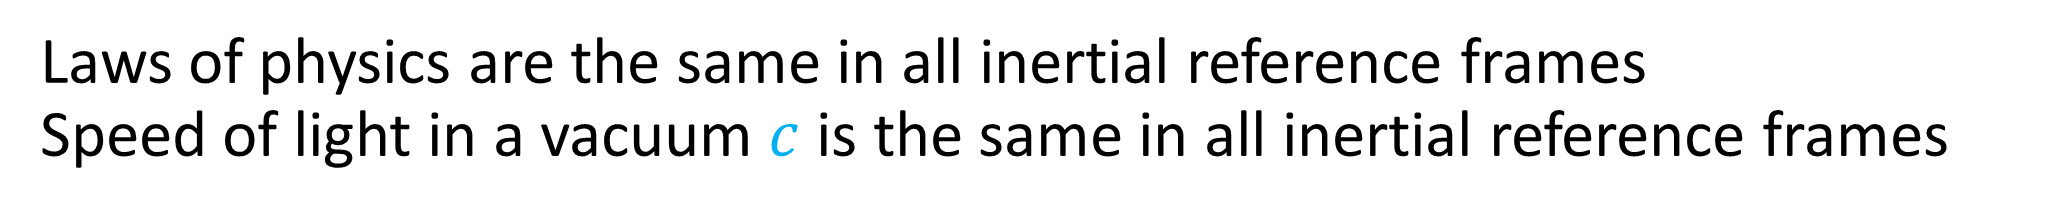 Laws of physics are the same in all inertial reference frames
Speed of light in a vacuum c is the same in all inertial reference frames